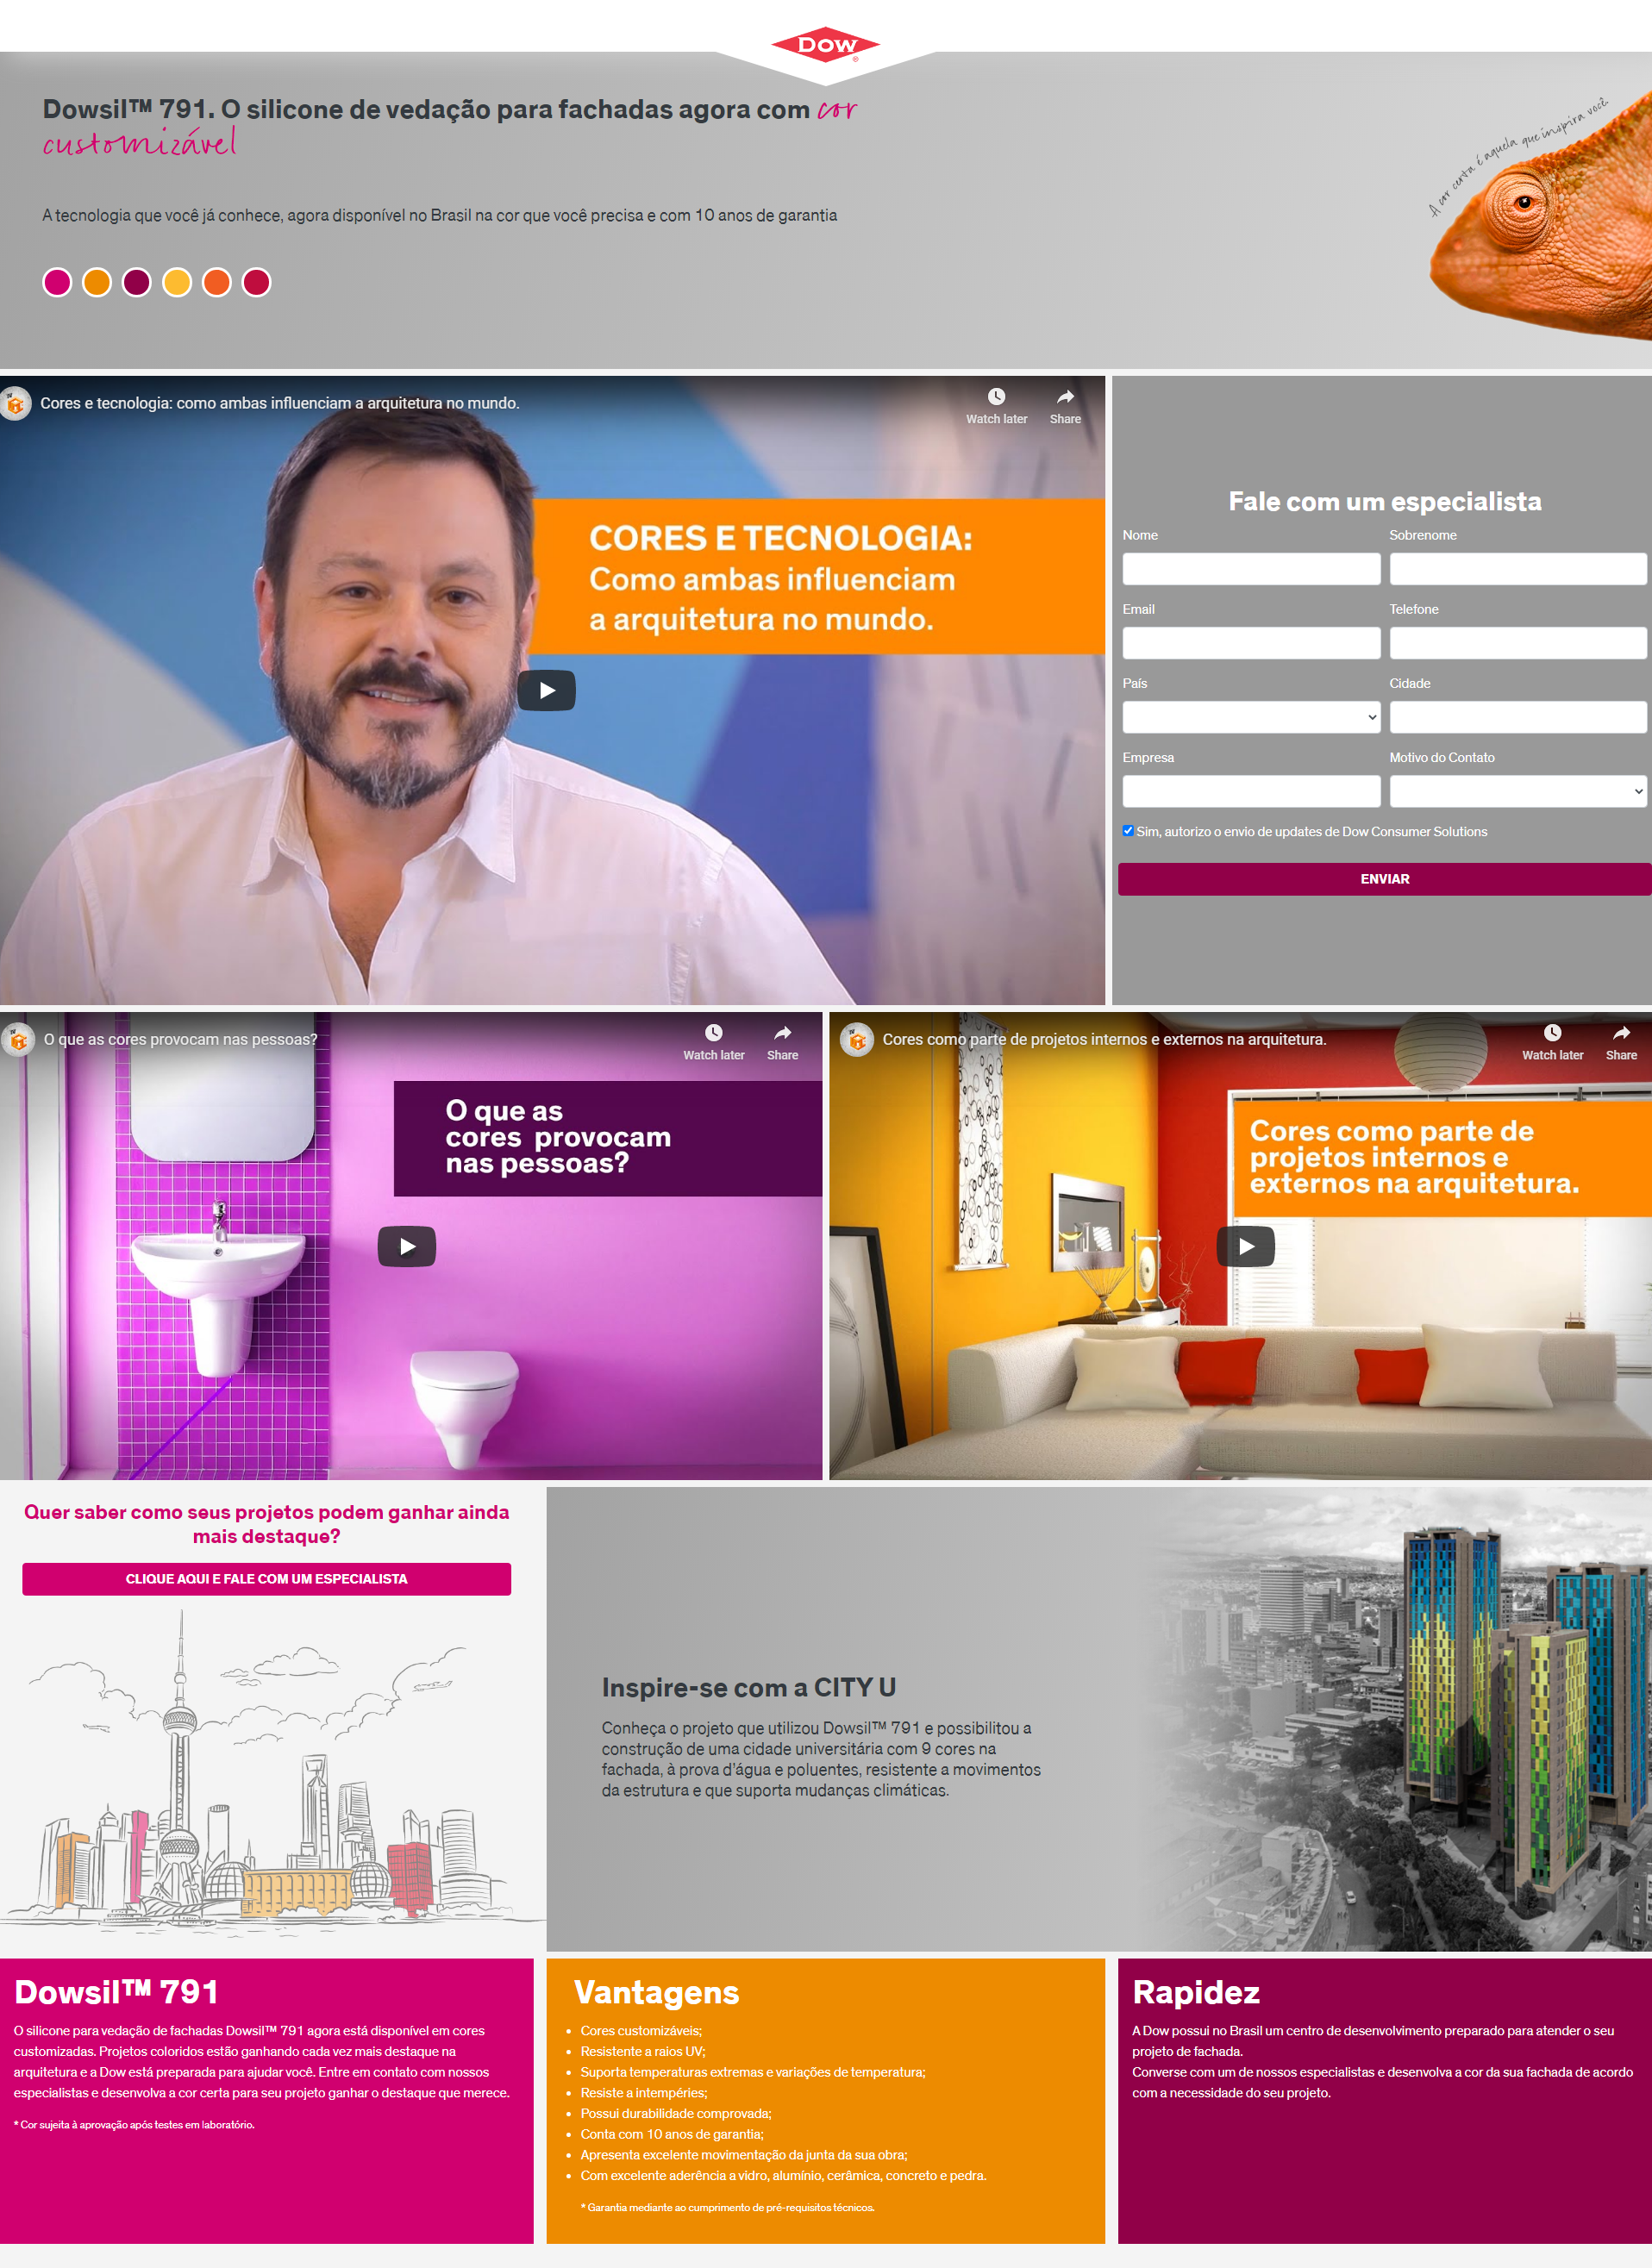 DOW
Dowsil™ 791. O silicone de vedação para fachadas agora com cor
customizável
A cor certa é aquela que inspira você.
A tecnologia que você já conhece, agora disponível no Brasil na cor que você precisa e com 10 anos de garantia
Cores e tecnologia: como ambas influenciam a arquitetura no mundo.
Watch later
Share
CORES E TECNOLOGIA:
Como ambas influenciam
a arquitetura no mundo.
Fale com um especialista
Nome
Sobrenome
Email
Telefone
País
Cidade
Empresa
Motivo do Contato
Sim, autorizo o envio de updates de Dow Consumer Solutions
ENVIAR
O que as cores provocam nas pessoas?
Watch later
Share
O que as
cores provocam
nas pessoas?
Cores como parte de projetos internos e externos na arquitetura.
Watch later
Share
Cores como parte de
projetos internos e
externos na arquitetura.
Quer saber como seus projetos podem ganhar ainda
mais destaque?
CLIQUE AQUI E FALE COM UM ESPECIALISTA
Inspire-se com a CITY U
Conheça o projeto que utilizou Dowsil™ 791 e possibilitou a
construção de uma cidade universitária com 9 cores na
fachada, à prova d'água e poluentes, resistente a movimentos
da estrutura e que suporta mudanças climáticas.
Dowsil™ 791
O silicone para vedação de fachadas Dowsil™ 791 agora está disponível em cores
customizadas. Projetos coloridos estão ganhando cada vez mais destaque na
arquitetura e a Dow está preparada para ajudar você. Entre em contato com nossos
especialistas e desenvolva a cor certa para seu projeto ganhar o destaque que merece.
* Cor sujeita à aprovação após testes em laboratório.
Vantagens
• Cores customizáveis;
• Resistente a raios UV;
• Suporta temperaturas extremas e variações de temperatura;
• Resiste a intempéries;
• Possui durabilidade comprovada;
• Conta com 10 anos de garantia;
• Apresenta excelente movimentação da junta da sua obra;
• Com excelente aderência a vidro, alumínio, cerâmica, concreto e pedra.
* Garantia mediante ao cumprimento de pré-requisitos técnicos.
Rapidez
A Dow possui no Brasil um centro de desenvolvimento preparado para atender o seu
projeto de fachada.
Converse com um de nossos especialistas e desenvolva a cor da sua fachada de acordo
com a necessidade do seu projeto.